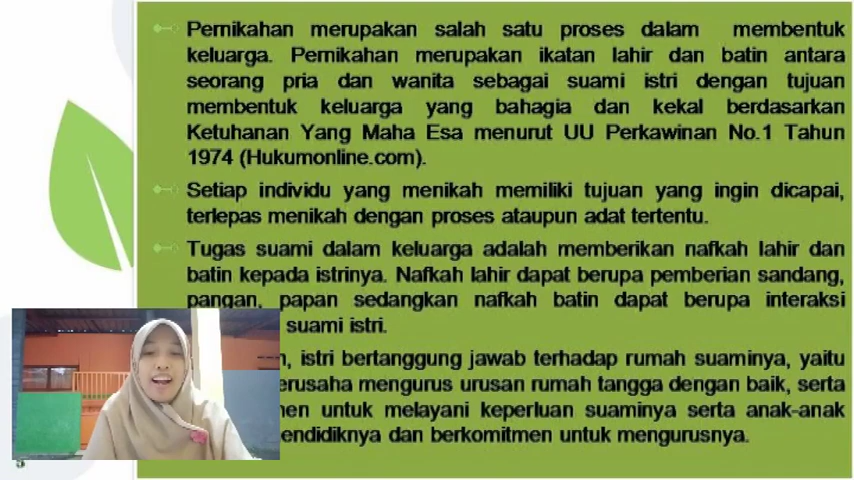 Pernikahan merupakan salah satu proses dalam membentuk
keluarga. Pernikahan merupakan ikatan lahir dan batin antara
seorang pria dan wanita sebagai suami istri dengan tujuan
membentuk keluarga yang bahagia dan kekal berdasarkan
Ketuhanan Yang Maha Esa menurut UU Perkawinan No.1 Tahun
1974 (Hukumonline.com).
Setiap individu yang menikah memiliki tujuan yang ingin dicapai,
terlepas menikah dengan proses ataupun adat tertentu.
Tugas suami dalam keluarga adalah memberikan nafkah lahir dan
batin kepada istrinya. Nafkah lahir dapat berupa pemberian sandang,
pangan, papan sedangkan nafkah batin dapat berupa interaksi
suami istri.
istri bertanggung jawab terhadap rumah suaminya, yaitu
mengurus urusan rumah tangga dengan baik, serta
untuk melayani keperluan suaminya serta anak-anak
dan berkomitmen untuk mengurusnya.